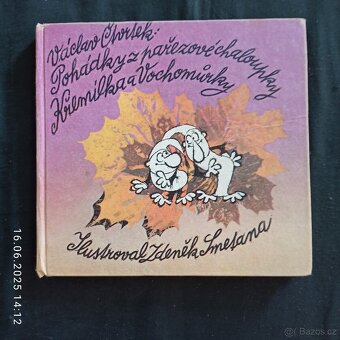 Václav Čtvrtek:
Pohádky z pařezové chaloupky
Křemílka a Vochomůrky
Ilustroval Zdeněk Smetana
16.06.2025 14:12
Bazos.cz